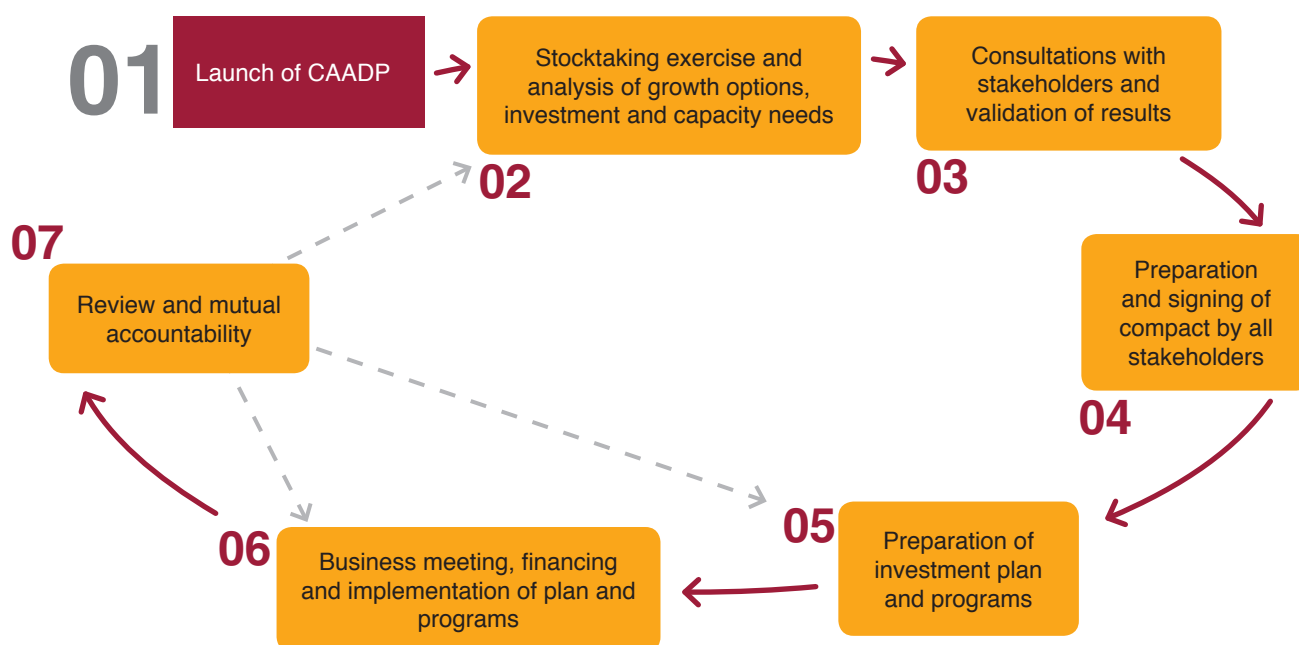 01
Launch of CAADP
Stocktaking exercise and
analysis of growth options,
investment and capacity needs
02
Consultations with
stakeholders and
validation of results
03
Preparation
and signing of
compact by all
stakeholders
04
05
Preparation of
investment plan
and programs
06
Business meeting, financing
and implementation of plan and
programs
07
Review and mutual
accountability